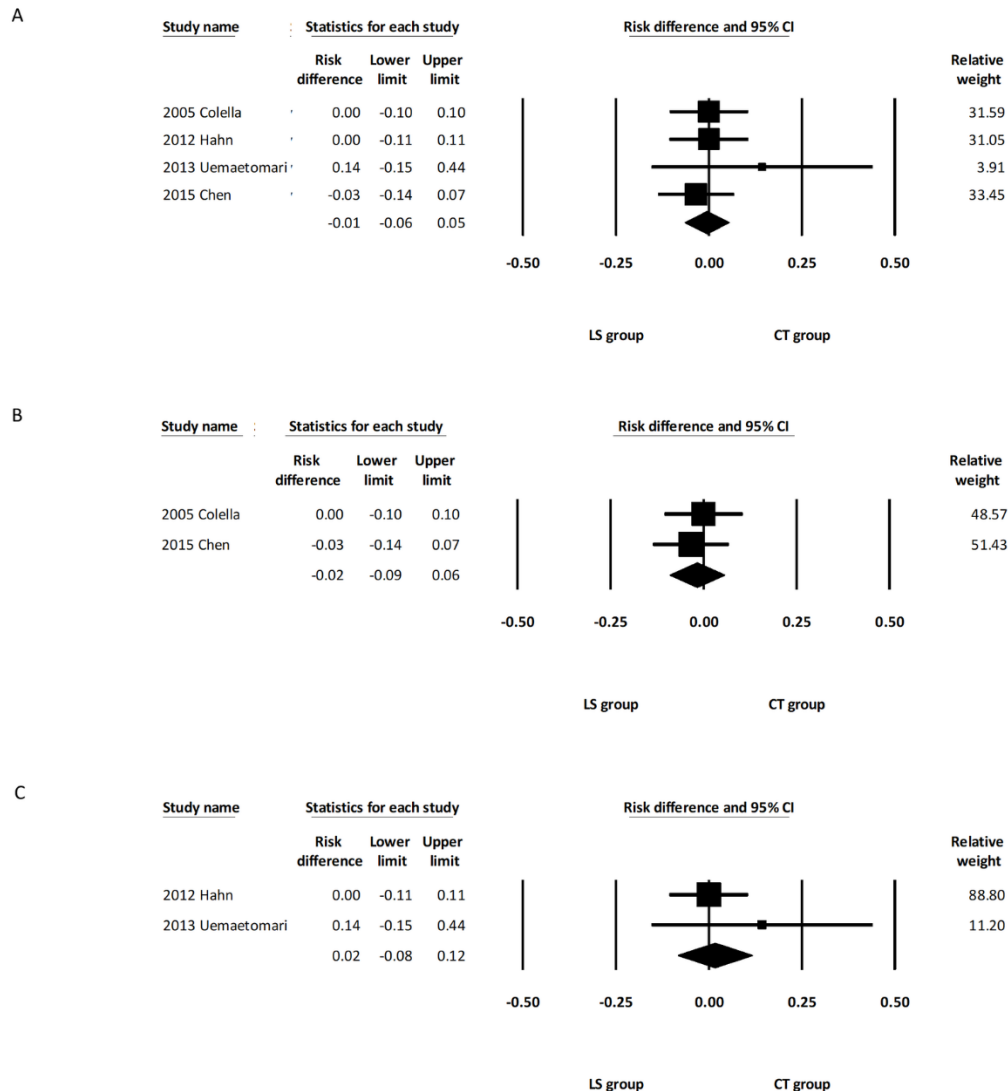 A
Study name : Statistics for each study Risk difference and 95% CI
Risk Lower Upper Relative
difference limit limit weight
2005 Colella 0.00 -0.10 0.10 31.59
2012 Hahn 0.00 -0.11 0.11 31.05
2013 Uemaetomari 0.14 -0.15 0.44 3.91
2015 Chen -0.03 -0.14 0.07 33.45
-0.01 -0.06 0.05
-0.50 -0.25 0.00 0.25 0.50
LS group CT group
B
Study name : Statistics for each study Risk difference and 95% CI
Risk Lower Upper Relative
difference limit limit weight
2005 Colella 0.00 -0.10 0.10 48.57
2015 Chen -0.03 -0.14 0.07 51.43
-0.02 -0.09 0.06
-0.50 -0.25 0.00 0.25 0.50
LS group CT group
C
Study name Statistics for each study Risk difference and 95% CI
Risk Lower Upper Relative
difference limit limit weight
2012 Hahn 0.00 -0.11 0.11 88.80
2013 Uemaetomari 0.14 -0.15 0.44 11.20
0.02 -0.08 0.12
-0.50 -0.25 0.00 0.25 0.50
LS group CT group